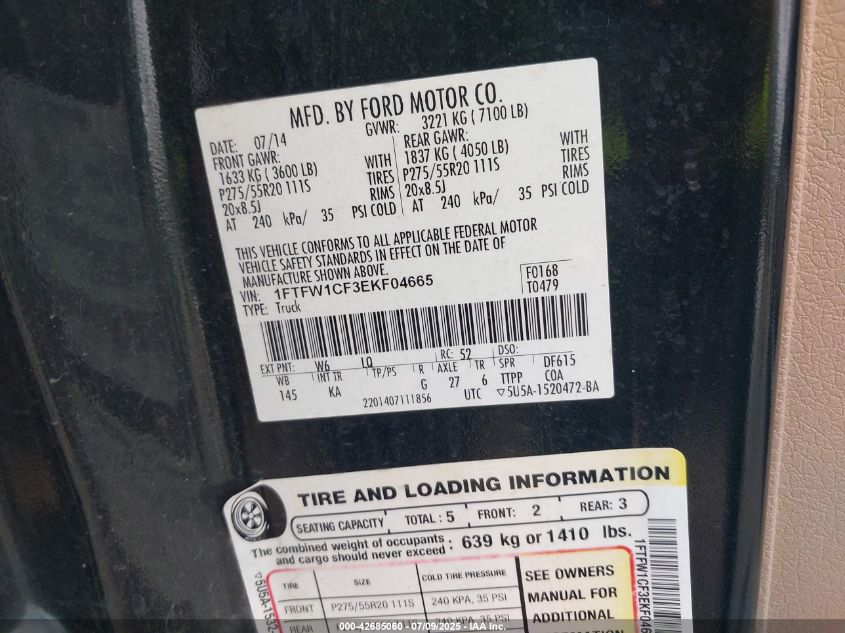 MFD. BY FORD MOTOR CO.
DATE: 07/14 GVWR: 3221 KG ( 7100 LB)
FRONT GAWR: REAR GAWR:
1633 KG ( 3600 LB) WITH 1837 KG ( 4050 LB) WITH
P275/55R20 111S TIRES P275/55R20 111S TIRES
20x8.5J RIMS 20x8.5J RIMS
AT 240 kPa/ 35 PSI COLD AT 240 kPa/ 35 PSI COLD
THIS VEHICLE CONFORMS TO ALL APPLICABLE FEDERAL MOTOR
VEHICLE SAFETY STANDARDS IN EFFECT ON THE DATE OF
MANUFACTURE SHOWN ABOVE.
VIN: 1FTFW1CF3EKF04665 F0168
TYPE: Truck T0479
EXT PNT: W6 LQ RC: 52 DSO:
WB INT TR TP/PS R AXLE TR SPR DF615
145 KA G 27 6 TTPP COA
2201407111856 UTC ▽5U5A-1520472-BA
TIRE AND LOADING INFORMATION
SEATING CAPACITY TOTAL : 5 FRONT: 2 REAR: 3
The combined weight of occupants and cargo should never exceed : 639 kg or 1410 lbs.
TIRE SIZE COLD TIRE PRESSURE SEE OWNERS
FRONT P275/55R20 111S 240 KPA, 35 PSI MANUAL FOR
REAR ADDITIONAL
000-42685060 - 07/09/2025 - IAAI.com